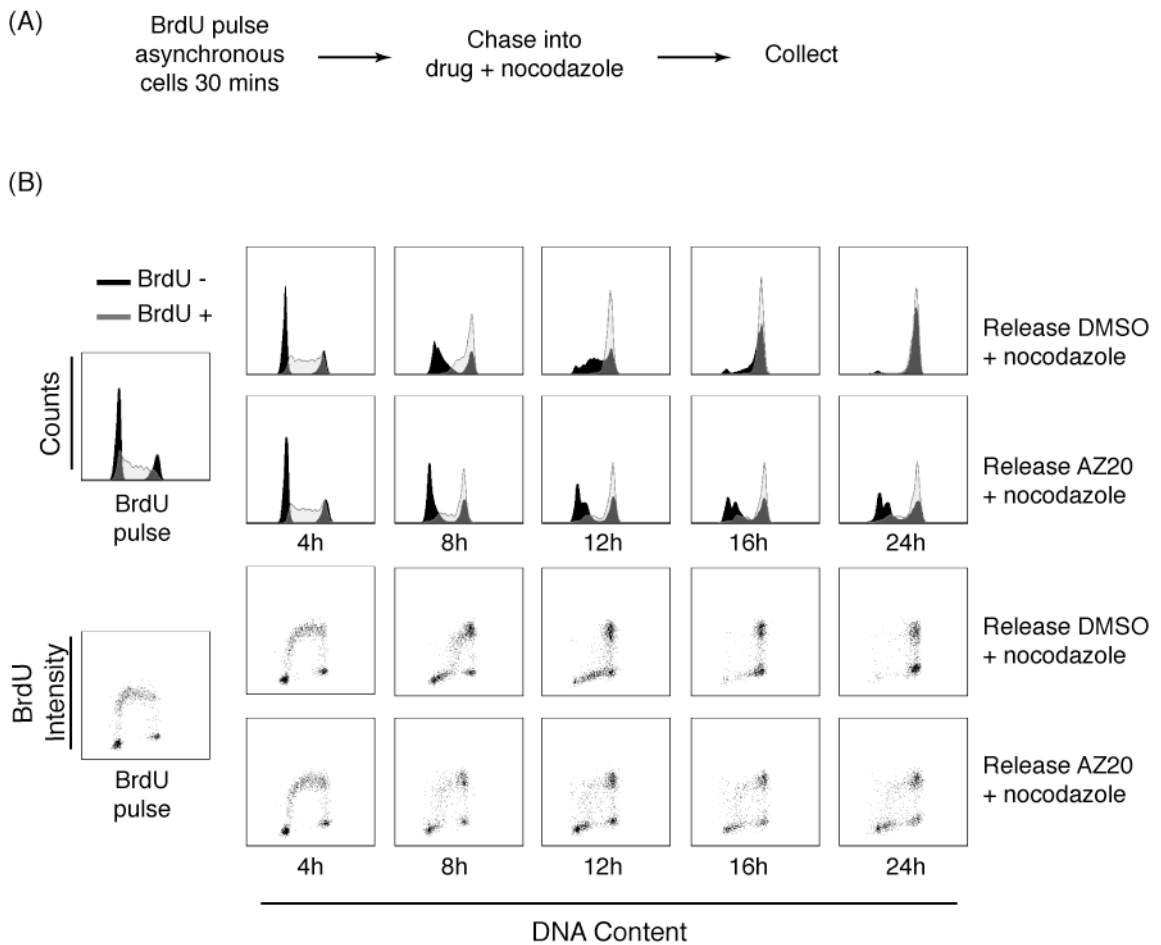 (A)
BrdU pulse
asynchronous
cells 30 mins
Chase into
drug + nocodazole
Collect
(B)
BrdU -
BrdU +
Counts
BrdU
pulse
Release DMSO
+ nocodazole
Release AZ20
+ nocodazole
4h
8h
12h
16h
24h
BrdU
Intensity
BrdU
pulse
Release DMSO
+ nocodazole
Release AZ20
+ nocodazole
4h
8h
12h
16h
24h
DNA Content